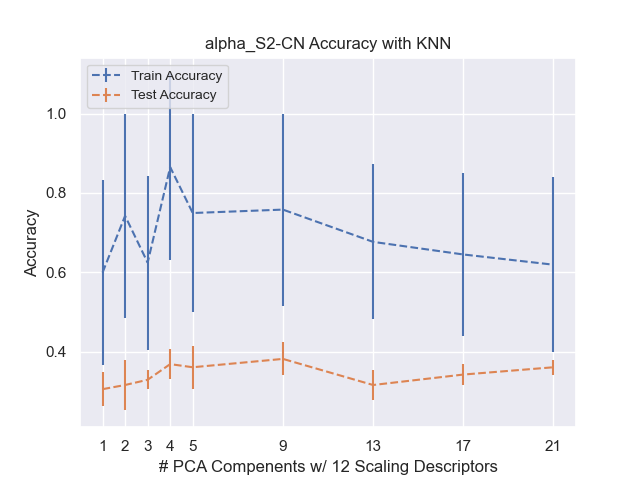 alpha_S2-CN Accuracy with KNN
Train Accuracy
Test Accuracy
1.0
0.8
0.6
0.4
Accuracy
1 2 3 4 5 9 13 17 21
# PCA Compenents w/ 12 Scaling Descriptors